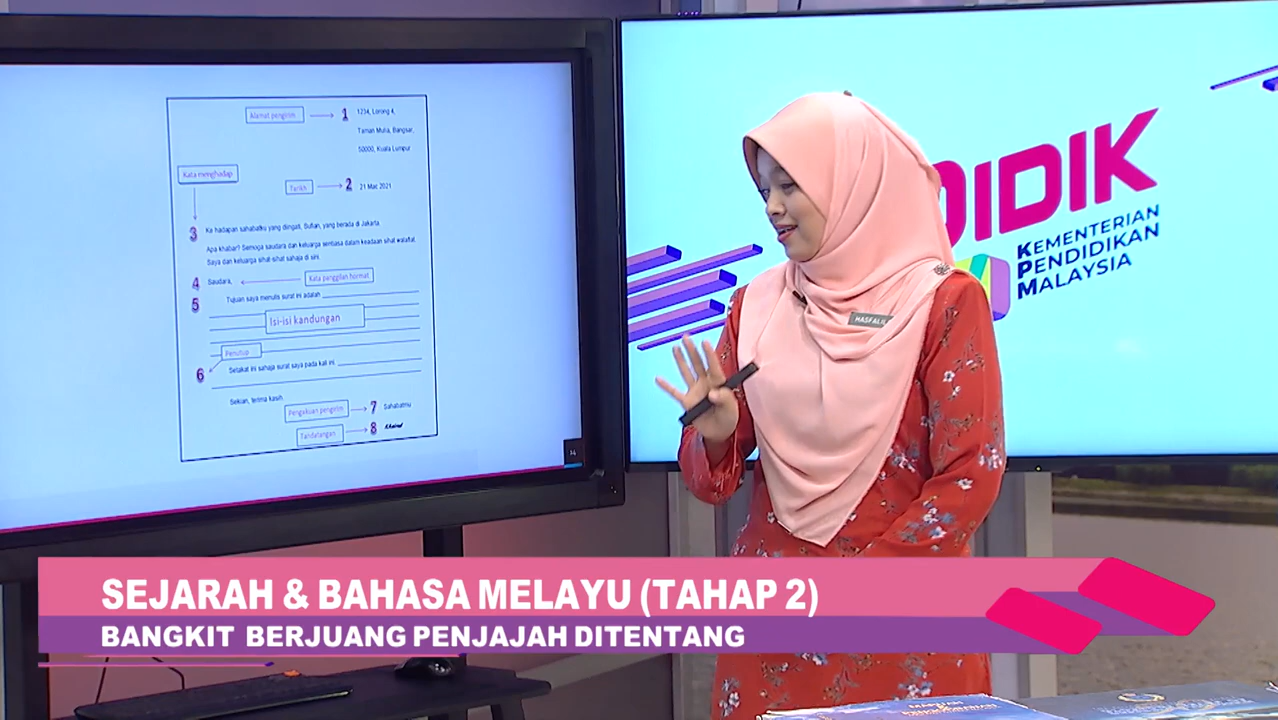 Alamat pengirim
1
1234, Lorong 4,
Taman Mulia, Bangsar,
50000, Kuala Lumpur
Kata menghadap
Tarikh
2
21 Mac 2021
3
Ke hadapan sahabatku yang diingati, Sufian, yang berada di Jakarta.
Apa khabar? Semoga saudara dan keluarga sentiasa dalam keadaan sihat walafiat.
Saya dan keluarga sihat-sihat sahaja di sini.
4
Saudara,
Kata panggilan hormat
5
Tujuan saya menulis surat ini adalah
Isi-isi kandungan
Penutup
6
Setakat ini sahaja surat saya pada kali ini.
Sekian, terima kasih.
Pengakuan pengirim
7
Sahabatmu
Tandatangan
8
Khairul
14
DIDIK
KEMENTERIAN
PENDIDIKAN
MALAYSIA
SEJARAH & BAHASA MELAYU (TAHAP 2)
BANGKIT BERJUANG PENJAJAH DITENTANG